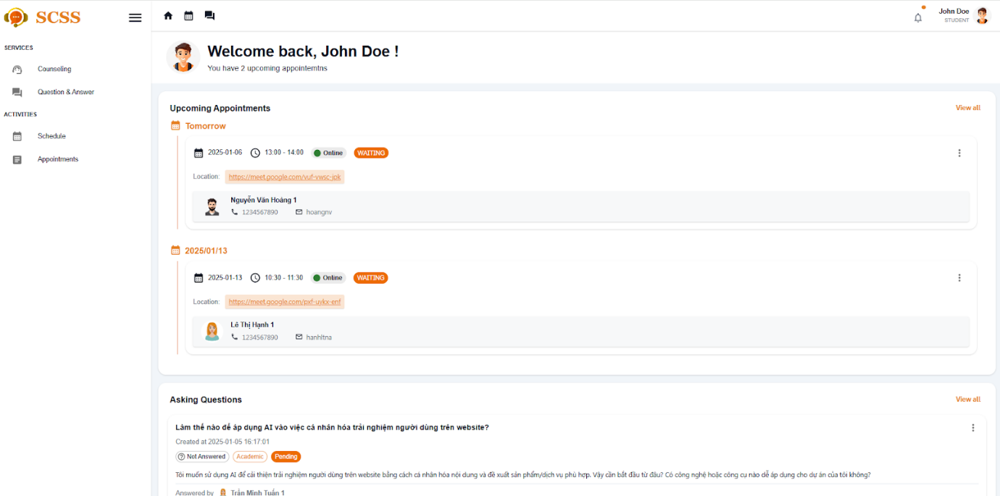 SCSS
John Doe
STUDENT
SERVICES
Counseling
Question & Answer
ACTIVITIES
Schedule
Appointments
Welcome back, John Doe !
You have 2 upcoming appointemtns
Upcoming Appointments View all
Tomorrow
2025-01-06 13:00 - 14:00 Online WAITING
Location: https://meet.google.com/vuf-vwsc-jpk
Nguyễn Văn Hoàng 1
1234567890 hoangnv
2025/01/13
2025-01-13 10:30 - 11:30 Online WAITING
Location: https://meet.google.com/pxf-uykx-enf
Lê Thị Hạnh 1
1234567890 hanhltna
Asking Questions View all
Làm thế nào để áp dụng AI vào việc cá nhân hóa trải nghiệm người dùng trên website?
Created at 2025-01-05 16:17:01
Not Answered Academic Pending
Tôi muốn sử dụng AI để cải thiện trải nghiệm người dùng trên website bằng cách cá nhân hóa nội dung và đề xuất sản phẩm/dịch vụ phù hợp. Vậy cần bắt đầu từ đâu? Có công nghệ hoặc công cụ nào dễ áp dụng cho dự án của tôi không?
Answered by Trần Minh Tuấn 1